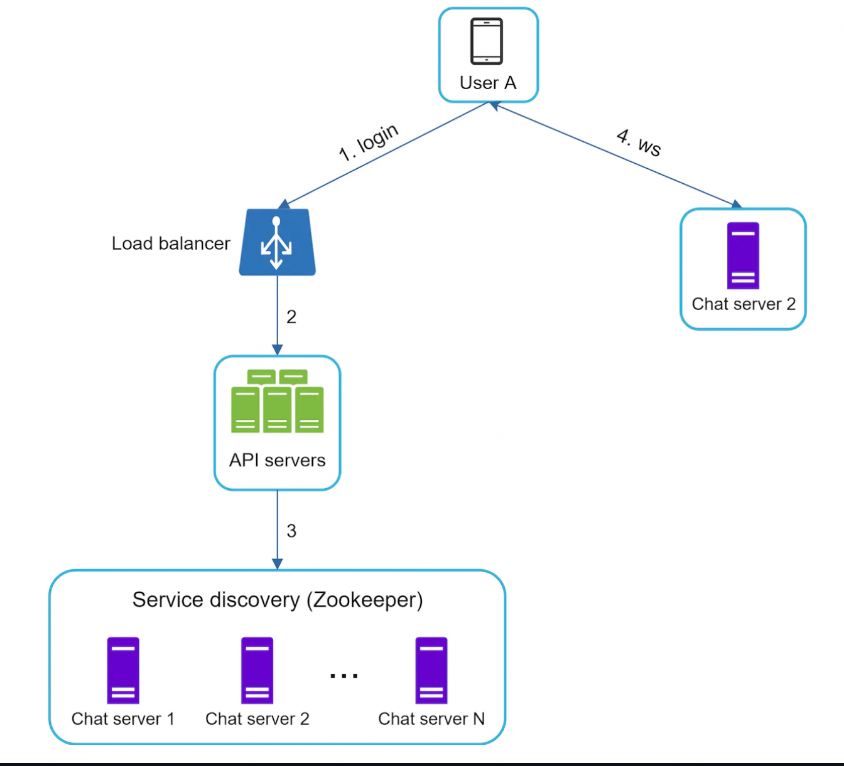 User A
1. login
4. ws
Load balancer
Chat server 2
2
API servers
3
Service discovery (Zookeeper)
...
Chat server 1
Chat server 2
Chat server N